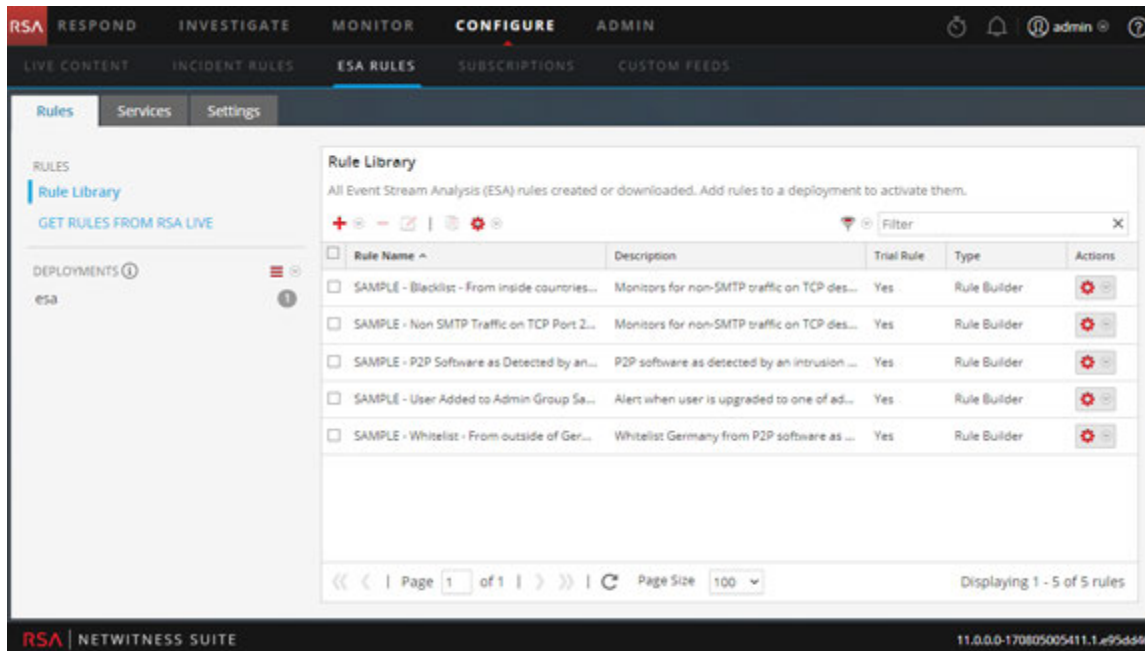 RSA RESPOND INVESTIGATE MONITOR CONFIGURE ADMIN admin
LIVE CONTENT INCIDENT RULES ESA RULES SUBSCRIPTIONS CUSTOM FEEDS
Rules Services Settings
RULES
Rule Library
GET RULES FROM RSA LIVE
DEPLOYMENTS
esa 1
Rule Library
All Event Stream Analysis (ESA) rules created or downloaded. Add rules to a deployment to activate them.
Filter
Rule Name Description Trial Rule Type Actions
SAMPLE - Blacklist - From inside countries... Monitors for non-SMTP traffic on TCP des... Yes Rule Builder
SAMPLE - Non SMTP Traffic on TCP Port 2... Monitors for non-SMTP traffic on TCP des... Yes Rule Builder
SAMPLE - P2P Software as Detected by an... P2P software as detected by an intrusion ... Yes Rule Builder
SAMPLE - User Added to Admin Group Sa... Alert when user is upgraded to one of ad... Yes Rule Builder
SAMPLE - Whitelist - From outside of Ger... Whitelist Germany from P2P software as ... Yes Rule Builder
Page 1 of 1 Page Size 100 Displaying 1 - 5 of 5 rules
RSA NETWITNESS SUITE 11.0.0.0-170805005411.1.e95dd4